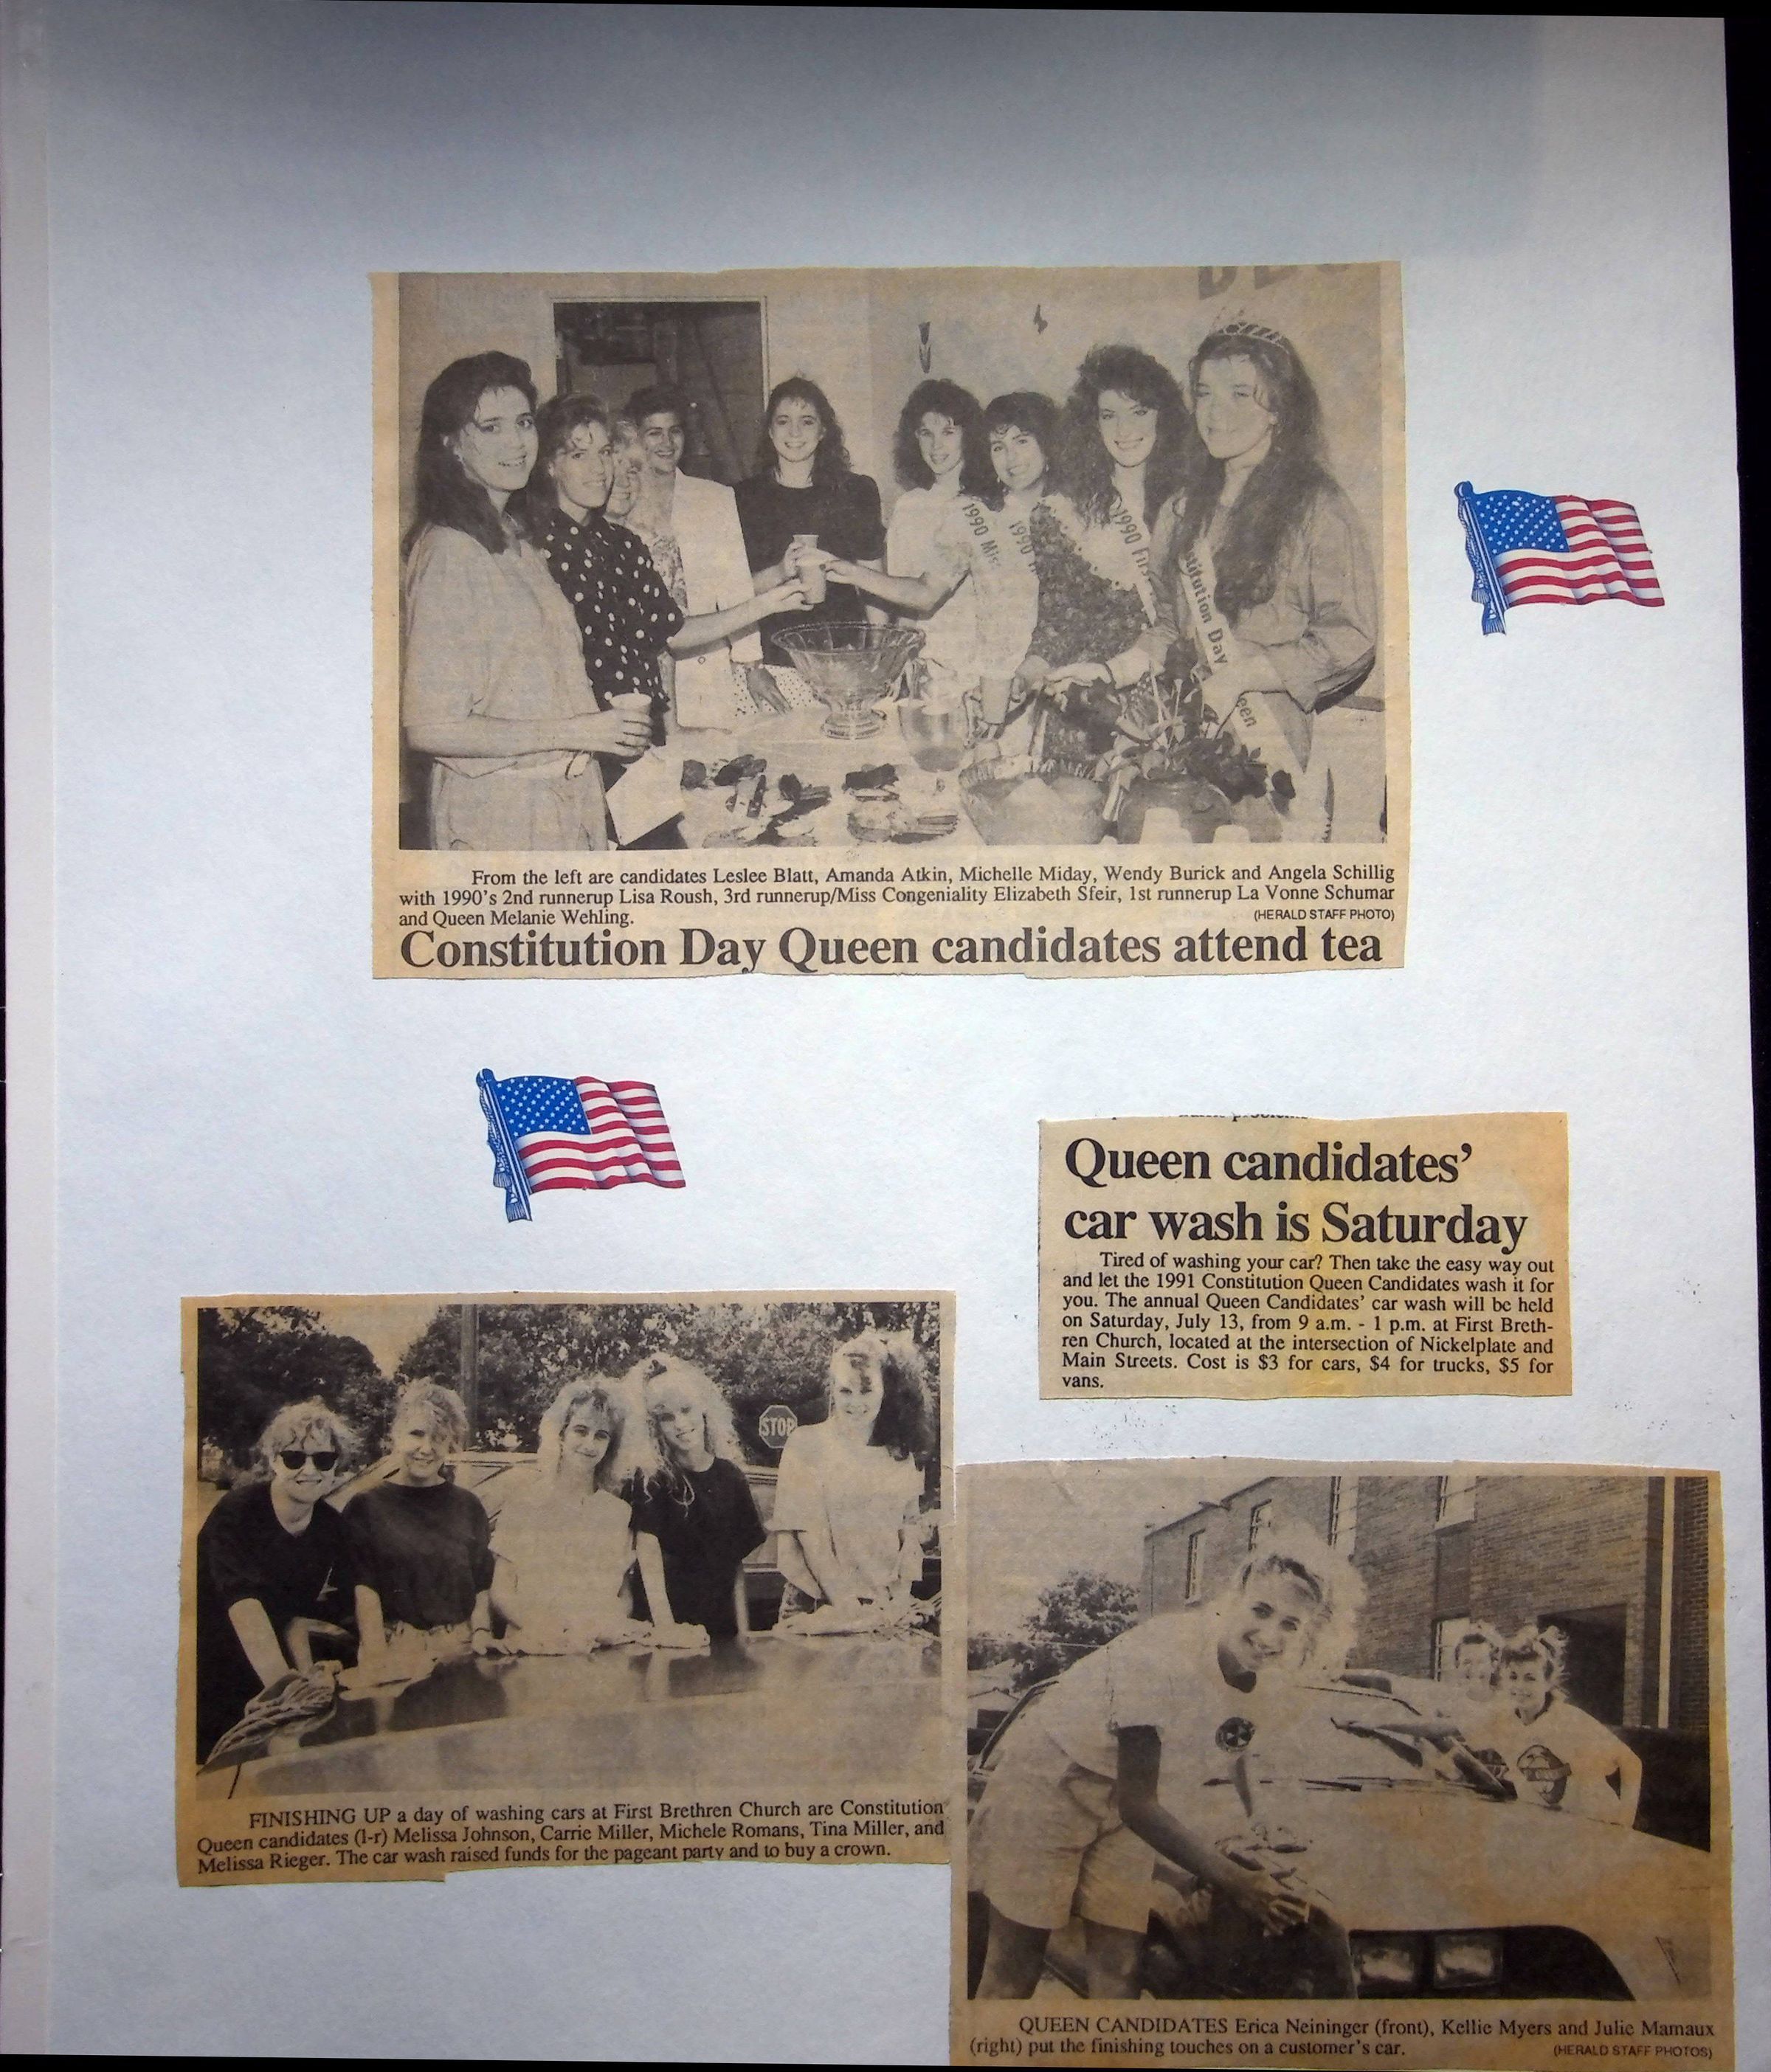 1990 Mis
1990
1990 Firs
stitution Day
een
From the left are candidates Leslee Blatt, Amanda Atkin, Michelle Miday, Wendy Burick and Angela Schillig
with 1990's 2nd runnerup Lisa Roush, 3rd runnerup/Miss Congeniality Elizabeth Sfeir, 1st runnerup La Vonne Schumar
and Queen Melanie Wehling.
(HERALD STAFF PHOTO)
Constitution Day Queen candidates attend tea
Queen candidates'
car wash is Saturday
Tired of washing your car? Then take the easy way out
and let the 1991 Constitution Queen Candidates wash it for
you. The annual Queen Candidates' car wash will be held
on Saturday, July 13, from 9 a.m. - 1 p.m. at First Breth-
ren Church, located at the intersection of Nickelplate and
Main Streets. Cost is $3 for cars, $4 for trucks, $5 for
vans.
STOP
FINISHING UP a day of washing cars at First Brethren Church are Constitution
Queen candidates (l-r) Melissa Johnson, Carrie Miller, Michele Romans, Tina Miller, and
Melissa Rieger. The car wash raised funds for the pageant party and to buy a crown.
QUEEN CANDIDATES Erica Neininger (front), Kellie Myers and Julie Mamaux
(right) put the finishing touches on a customer's car.
(HERALD STAFF PHOTOS)